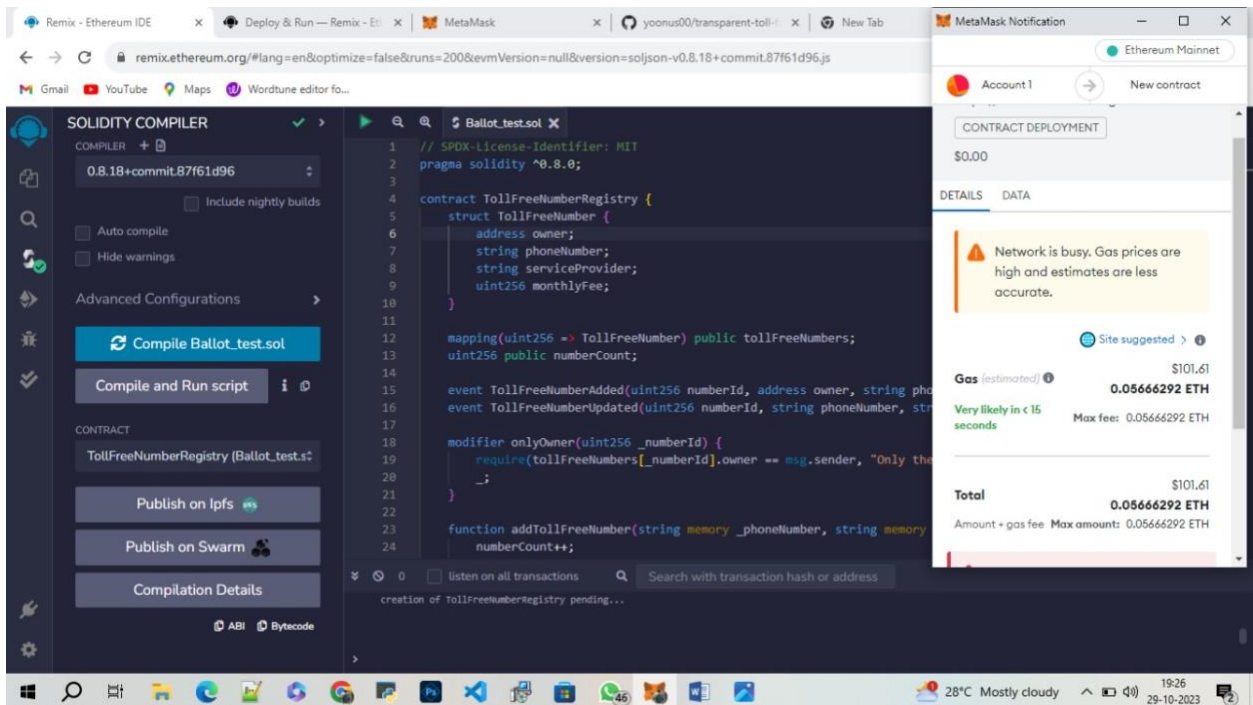 Remix - Ethereum IDE
Deploy & Run — Remix - Et
MetaMask
yoonus00/transparent-toll-f
New Tab
remix.ethereum.org/#lang=en&optimize=false&runs=200&evmVersion=null&version=soljson-v0.8.18+commit.87f61d96.js
Gmail YouTube Maps Wordtune editor fo...
SOLIDITY COMPILER
COMPILER
0.8.18+commit.87f61d96
Include nightly builds
Auto compile
Hide warnings
Advanced Configurations
Compile Ballot_test.sol
Compile and Run script
CONTRACT
TollFreeNumberRegistry (Ballot_test.s
Publish on Ipfs
Publish on Swarm
Compilation Details
ABI Bytecode
Ballot_test.sol
1 // SPDX-License-Identifier: MIT
2 pragma solidity ^0.8.0;
3
4 contract TollFreeNumberRegistry {
5 struct TollFreeNumber {
6 address owner;
7 string phoneNumber;
8 string serviceProvider;
9 uint256 monthlyFee;
10 }
11
12 mapping(uint256 => TollFreeNumber) public tollFreeNumbers;
13 uint256 public numberCount;
14
15 event TollFreeNumberAdded(uint256 numberId, address owner, string pho
16 event TollFreeNumberUpdated(uint256 numberId, string phoneNumber, str
17
18 modifier onlyOwner(uint256 _numberId) {
19 require(tollFreeNumbers[_numberId].owner == msg.sender, "Only the
20 _;
21 }
22
23 function addTollFreeNumber(string memory _phoneNumber, string memory
24 numberCount++;
0 listen on all transactions Search with transaction hash or address
creation of TollFreeNumberRegistry pending...
>
MetaMask Notification
Ethereum Mainnet
Account 1 New contract
CONTRACT DEPLOYMENT
$0.00
DETAILS DATA
Network is busy. Gas prices are
high and estimates are less
accurate.
Site suggested >
$101.61
Gas (estimated) 0.05666292 ETH
Very likely in < 15
seconds
Max fee: 0.05666292 ETH
$101.61
Total 0.05666292 ETH
Amount + gas fee Max amount: 0.05666292 ETH
46
28°C Mostly cloudy
19:26
29-10-2023
2